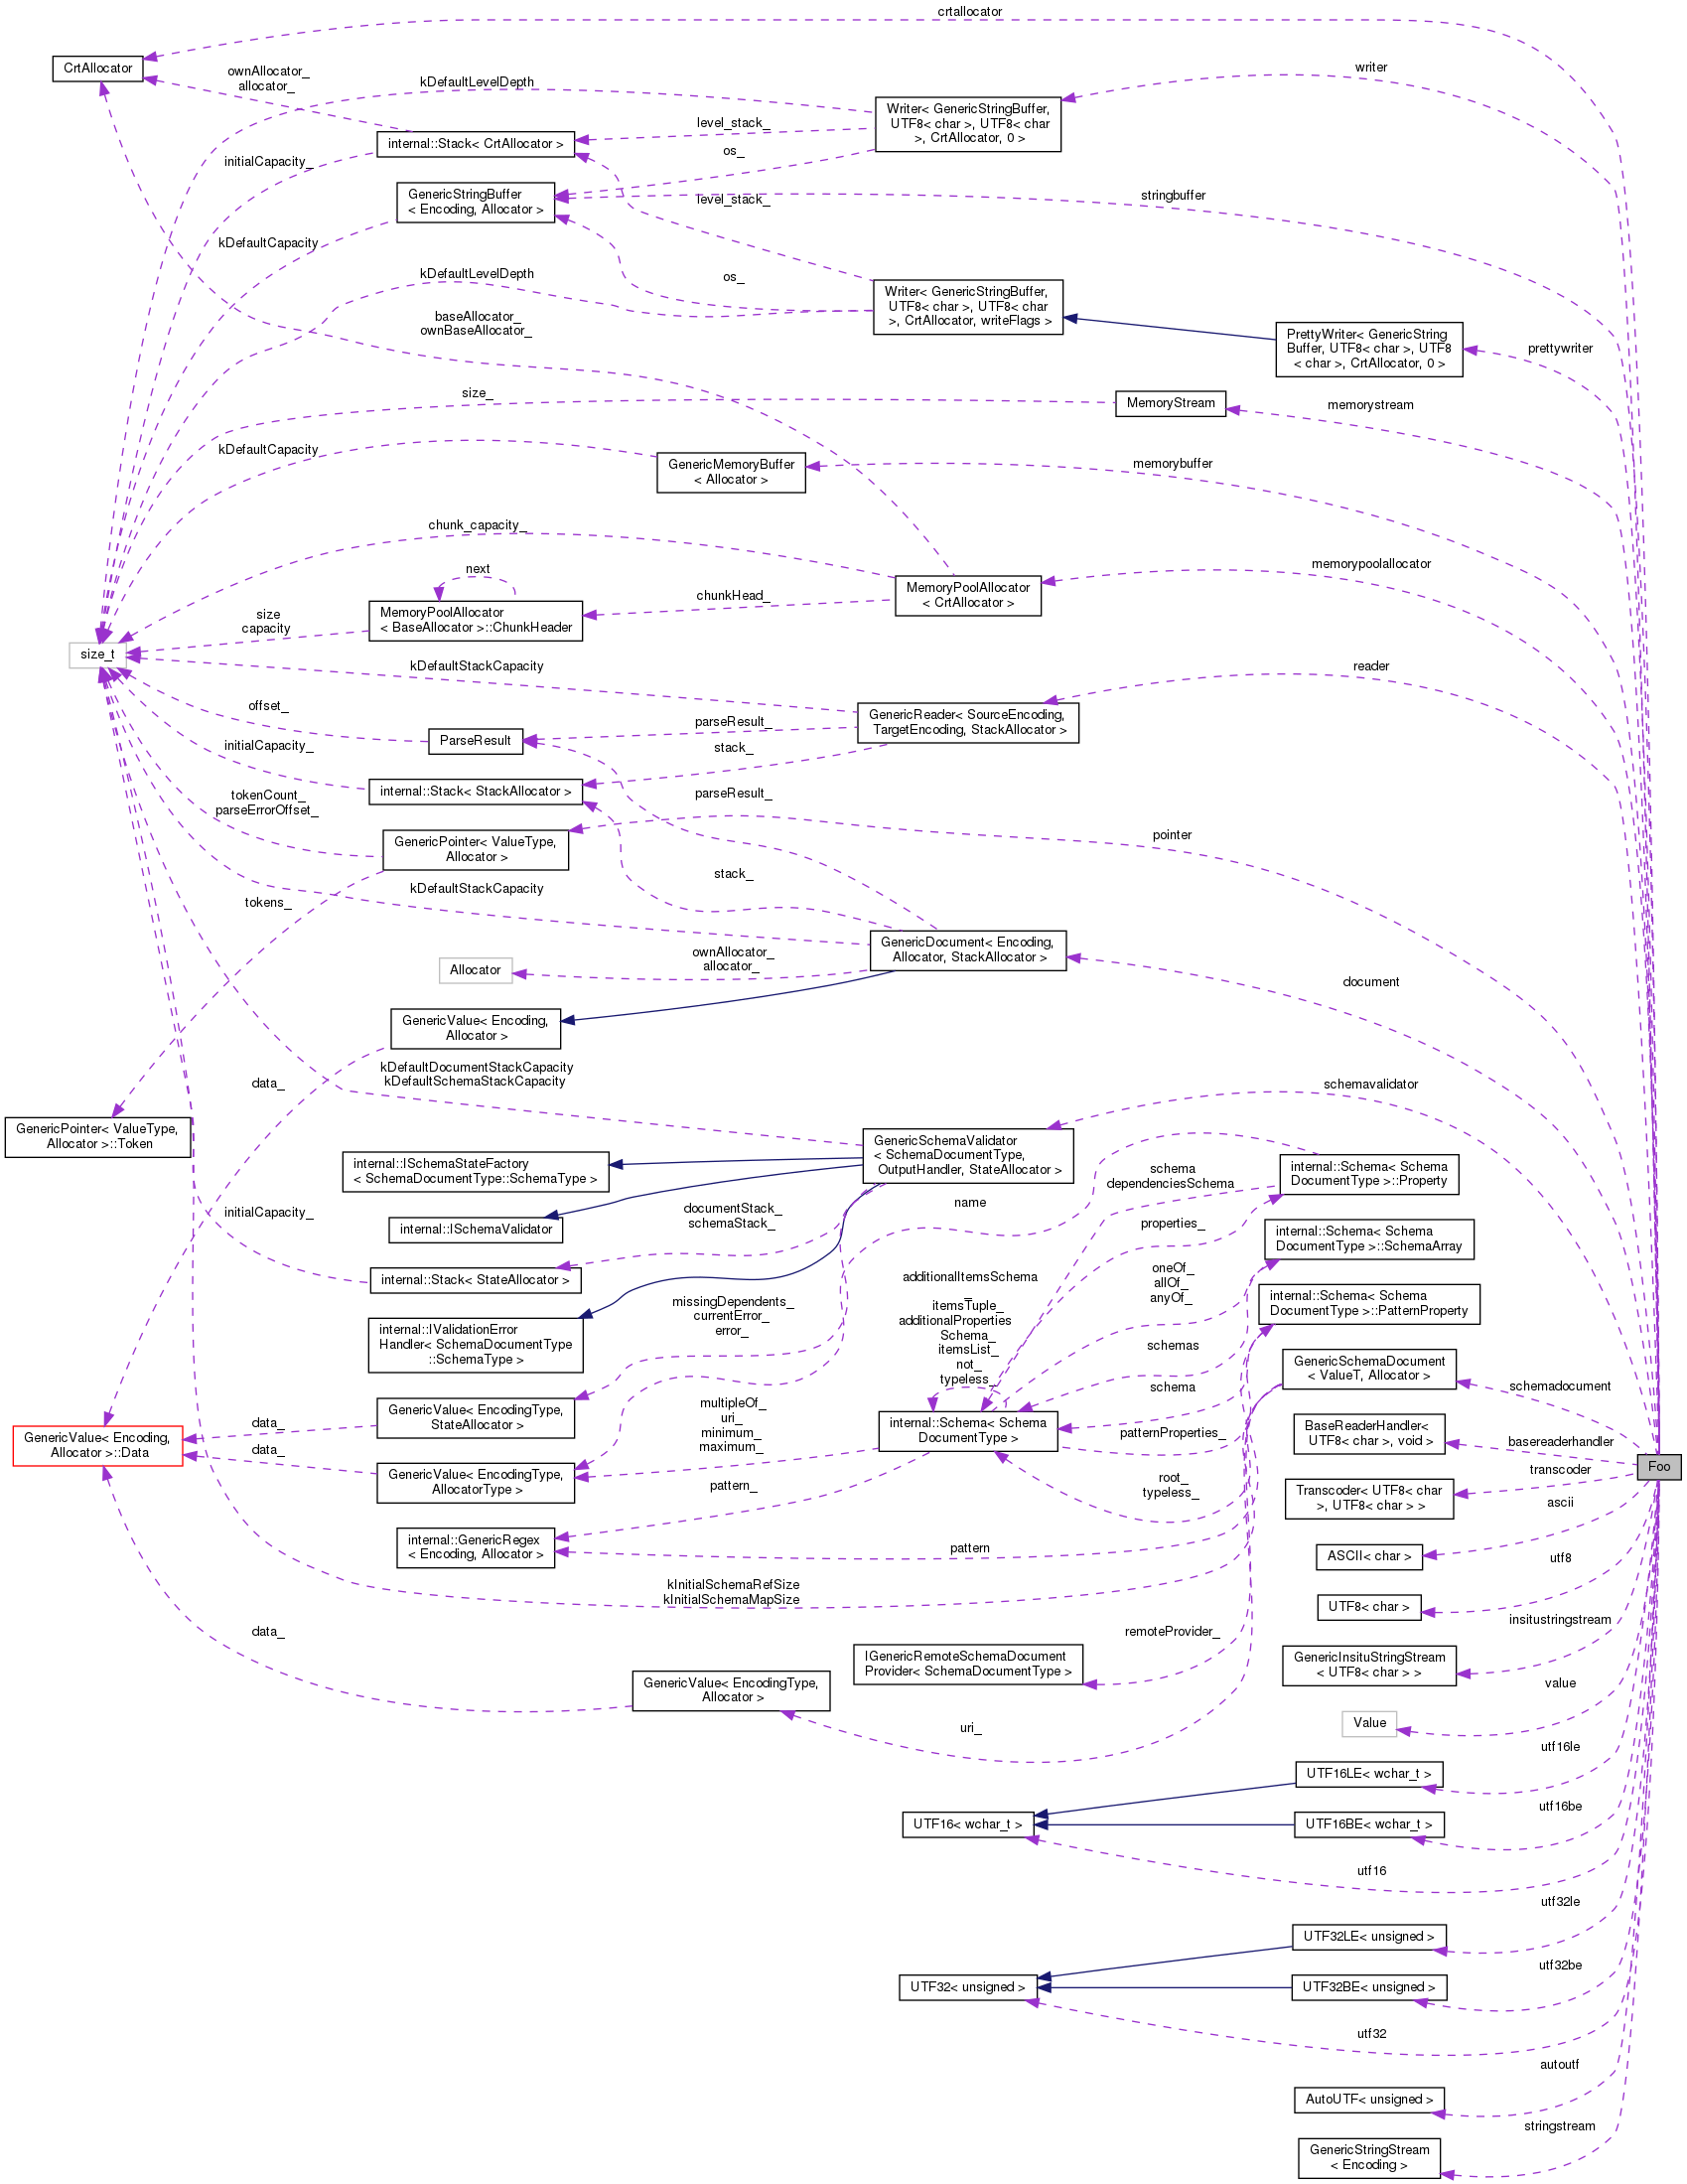 crtallocator
CrtAllocator
ownAllocator_
allocator_
kDefaultLevelDepth
writer
Writer< GenericStringBuffer,
UTF8< char >, UTF8< char
>, CrtAllocator, 0 >
level_stack_
internal::Stack< CrtAllocator >
os_
initialCapacity_
GenericStringBuffer
< Encoding, Allocator >
level_stack_
stringbuffer
kDefaultCapacity
kDefaultLevelDepth
os_
Writer< GenericStringBuffer,
UTF8< char >, UTF8< char
>, CrtAllocator, writeFlags >
baseAllocator_
ownBaseAllocator_
PrettyWriter< GenericString
Buffer, UTF8< char >, UTF8
< char >, CrtAllocator, 0 >
prettywriter
size_
MemoryStream
memorystream
kDefaultCapacity
GenericMemoryBuffer
< Allocator >
memorybuffer
chunk_capacity_
next
memorypoolallocator
MemoryPoolAllocator
< CrtAllocator >
chunkHead_
MemoryPoolAllocator
< BaseAllocator >::ChunkHeader
size
capacity
size_t
kDefaultStackCapacity
reader
GenericReader< SourceEncoding,
TargetEncoding, StackAllocator >
offset_
parseResult_
ParseResult
initialCapacity_
stack_
internal::Stack< StackAllocator >
tokenCount_
parseErrorOffset_
parseResult_
GenericPointer< ValueType,
Allocator >
pointer
stack_
kDefaultStackCapacity
tokens_
GenericDocument< Encoding,
Allocator, StackAllocator >
ownAllocator_
allocator_
Allocator
document
GenericValue< Encoding,
Allocator >
kDefaultDocumentStackCapacity
kDefaultSchemaStackCapacity
data_
schemavalidator
GenericPointer< ValueType,
Allocator >::Token
GenericSchemaValidator
< SchemaDocumentType,
OutputHandler, StateAllocator >
internal::ISchemaStateFactory
< SchemaDocumentType::SchemaType >
schema
dependenciesSchema
internal::Schema< Schema
DocumentType >::Property
name
initialCapacity_
documentStack_
schemaStack_
internal::ISchemaValidator
properties_
internal::Schema< Schema
DocumentType >::SchemaArray
internal::Stack< StateAllocator >
additionalItemsSchema
_
itemsTuple_
additionalProperties
Schema_
itemsList_
not_
typeless_
oneOf_
allOf_
anyOf_
missingDependents_
currentError_
error_
internal::Schema< Schema
DocumentType >::PatternProperty
internal::IValidationError
Handler< SchemaDocumentType
::SchemaType >
schemas
GenericSchemaDocument
< ValueT, Allocator >
schemadocument
schema
GenericValue< EncodingType,
StateAllocator >
data_
multipleOf_
uri_
minimum_
maximum_
internal::Schema< Schema
DocumentType >
patternProperties_
BaseReaderHandler<
UTF8< char >, void >
basereaderhandler
GenericValue< Encoding,
Allocator >::Data
data_
GenericValue< EncodingType,
AllocatorType >
pattern_
root_
typeless_
Foo
transcoder
Transcoder< UTF8< char
>, UTF8< char > >
ascii
internal::GenericRegex
< Encoding, Allocator >
pattern
ASCII< char >
utf8
kInitialSchemaRefSize
kInitialSchemaMapSize
UTF8< char >
data_
remoteProvider_
insitustringstream
IGenericRemoteSchemaDocument
Provider< SchemaDocumentType >
GenericInsituStringStream
< UTF8< char > >
GenericValue< EncodingType,
Allocator >
value
uri_
Value
utf16le
UTF16LE< wchar_t >
utf16be
UTF16< wchar_t >
UTF16BE< wchar_t >
utf16
utf32le
UTF32LE< unsigned >
utf32be
UTF32< unsigned >
UTF32BE< unsigned >
utf32
autoutf
AutoUTF< unsigned >
stringstream
GenericStringStream
< Encoding >